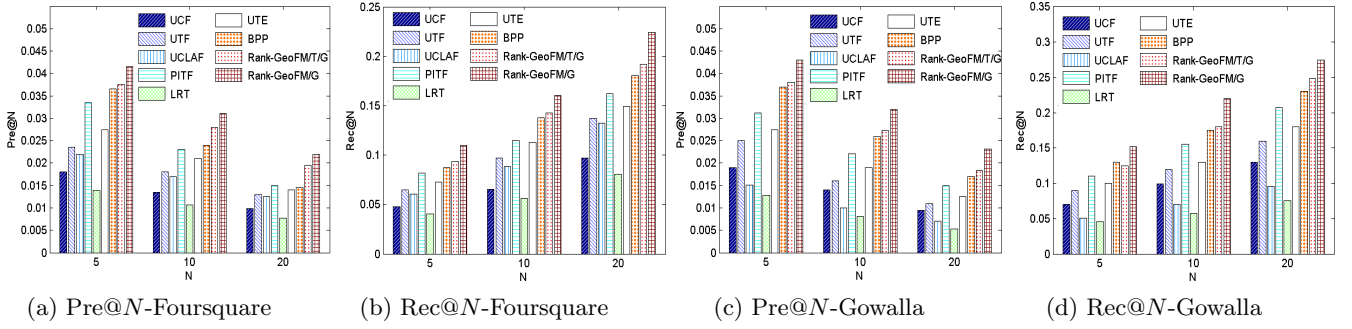 Pre@N
0.055
0.05
0.045
0.04
0.035
0.03
0.025
0.02
0.015
0.01
0.005
0
UCF
UTF
UCLAF
PITF
LRT
UTE
BPP
Rank-GeoFM/T/G
Rank-GeoFM/G
5 10 20
N
(a) Pre@N-Foursquare
Rec@N
0.25
0.2
0.15
0.1
0.05
0
UCF
UTF
UCLAF
PITF
LRT
UTE
BPP
Rank-GeoFM/T/G
Rank-GeoFM/G
5 10 20
N
(b) Rec@N-Foursquare
Pre@N
0.05
0.045
0.04
0.035
0.03
0.025
0.02
0.015
0.01
0.005
0
UCF
UTF
UCLAF
PITF
LRT
UTE
BPP
Rank-GeoFM/T/G
Rank-GeoFM/G
5 10 20
N
(c) Pre@N-Gowalla
Rec@N
0.35
0.3
0.25
0.2
0.15
0.1
0.05
0
UCF
UTF
UCLAF
PITF
LRT
UTE
BPP
Rank-GeoFM/T/G
Rank-GeoFM/G
5 10 20
N
(d) Rec@N-Gowalla